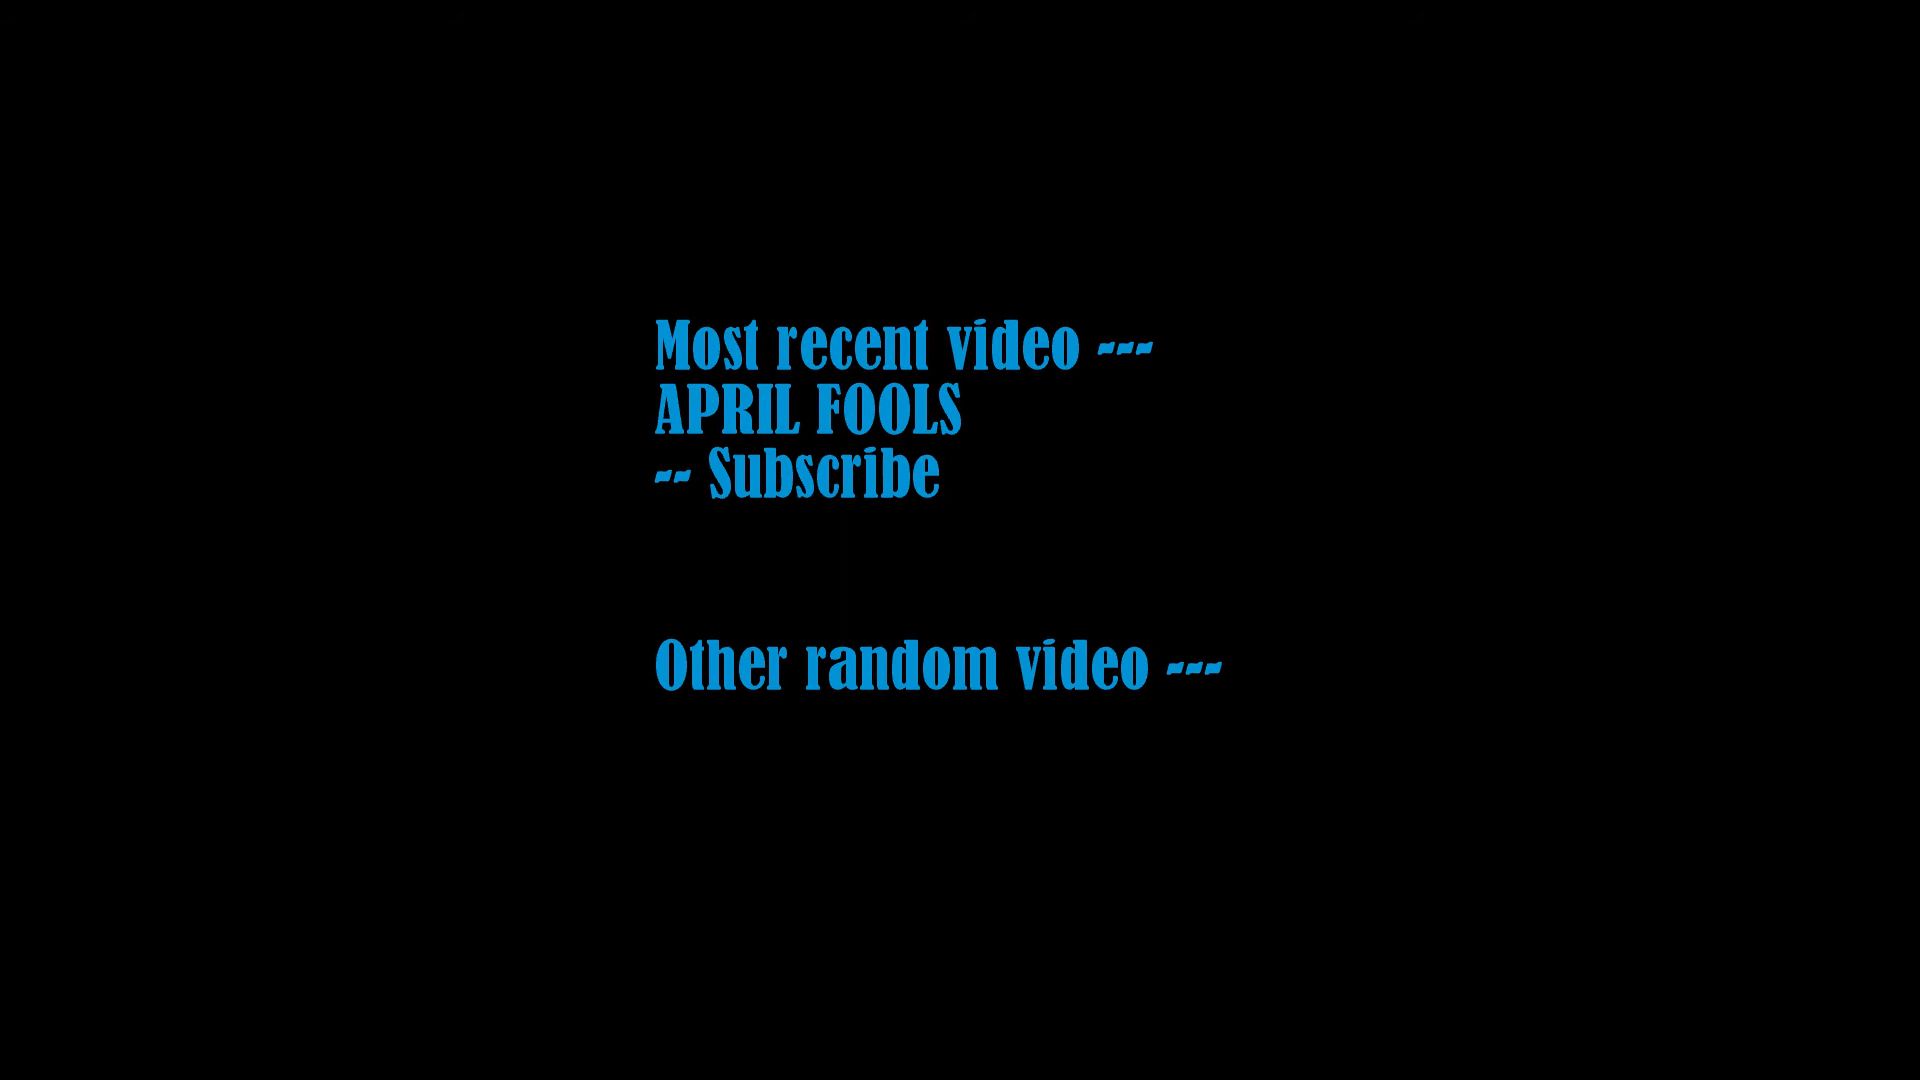 Most recent video ---
APRIL FOOLS
-- Subscribe
Other random video ---